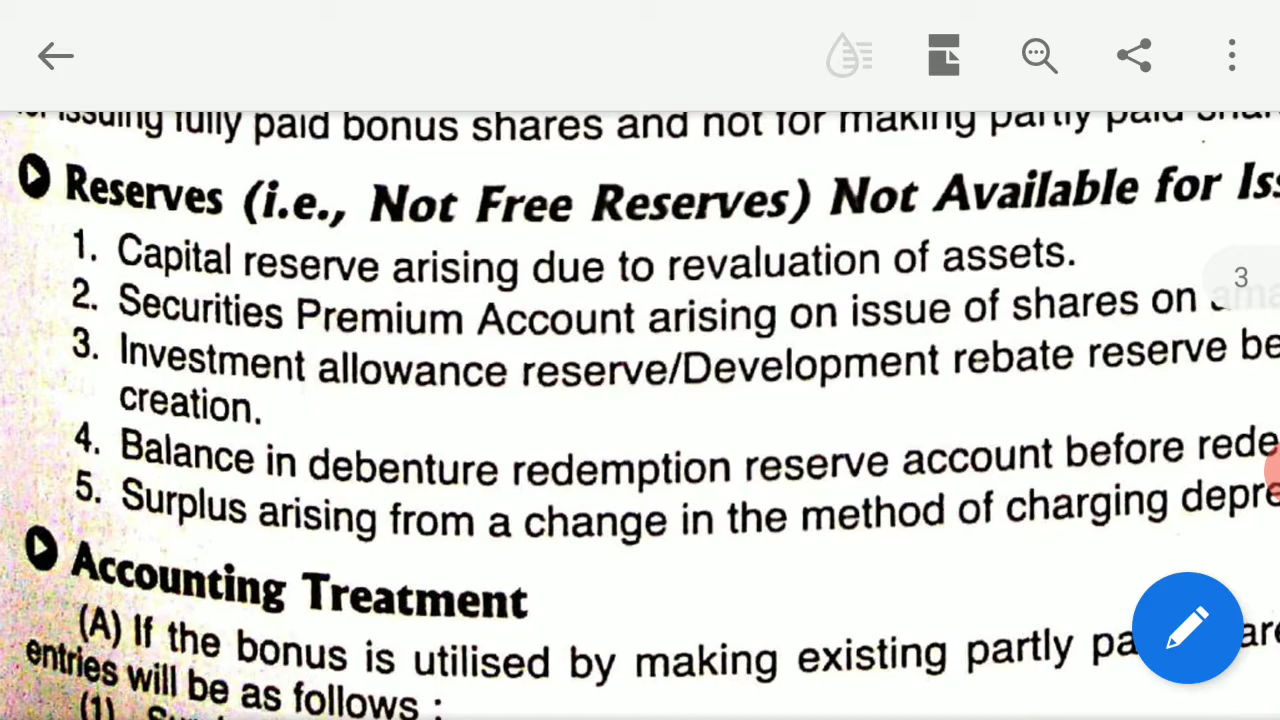 issuing fully paid bonus shares and not for making partly paid
Reserves (i.e., Not Free Reserves) Not Available for
1. Capital reserve arising due to revaluation of assets.
2. Securities Premium Account arising on issue of shares on
3. Investment allowance reserve/Development rebate reserve
creation.
4. Balance in debenture redemption reserve account before
5. Surplus arising from a change in the method of charging
3
Accounting Treatment
(A) If the bonus is utilised by making existing partly
entries will be as follows :
(1)